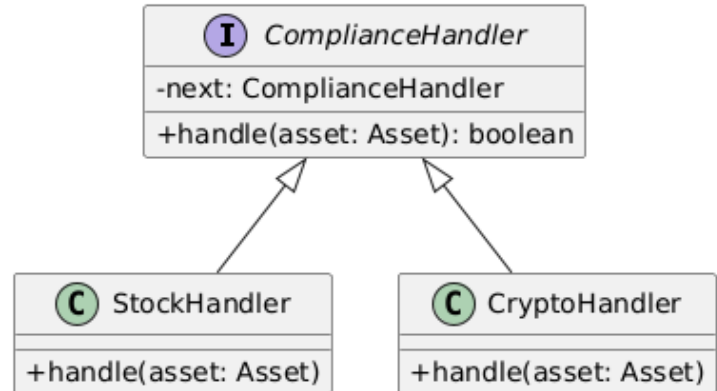 I ComplianceHandler
-next: ComplianceHandler
+handle(asset: Asset): boolean
C StockHandler
+handle(asset: Asset)
C CryptoHandler
+handle(asset: Asset)